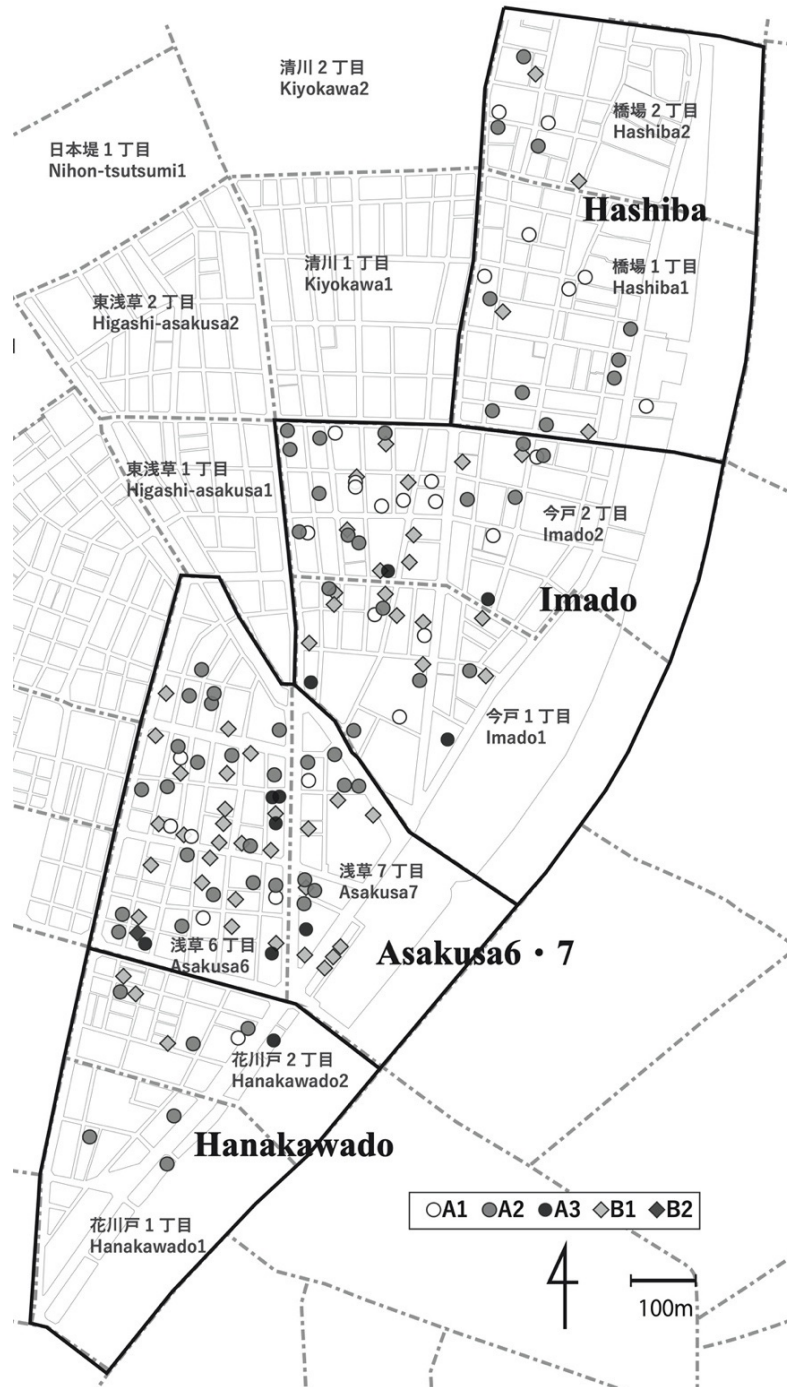 清川 2 丁目
Kiyokawa2
橋場 2 丁目
Hashiba2
日本堤 1 丁目
Nihon-tsutsumi1
Hashiba
清川 1 丁目
Kiyokawa1
橋場 1 丁目
Hashiba1
東浅草 2 丁目
Higashi-asakusa2
東浅草 1 丁目
Higashi-asakusa1
今戸 2 丁目
Imado2
Imado
今戸 1 丁目
Imado1
浅草 7 丁目
Asakusa7
浅草 6 丁目
Asakusa6
Asakusa6・7
花川戸 2 丁目
Hanakawado2
Hanakawado
花川戸 1 丁目
Hanakawado1
A1 A2 A3 B1 B2
100m